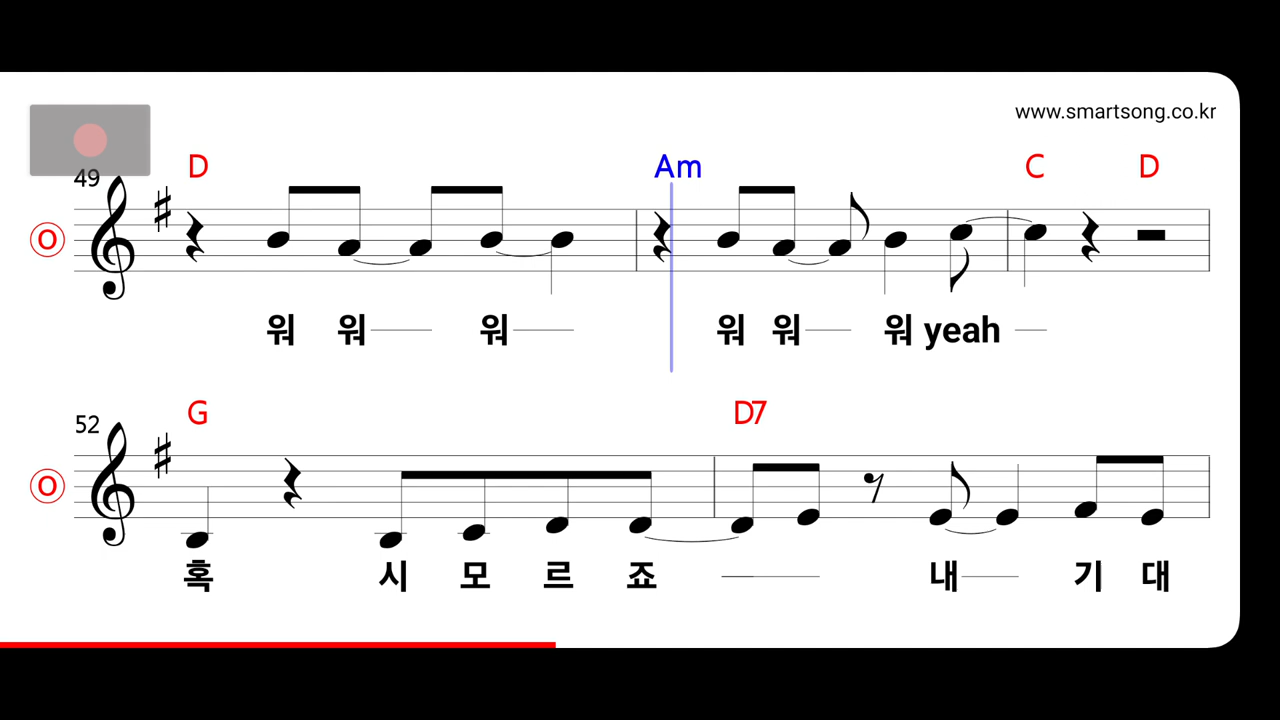 www.smartsong.co.kr
D Am C D
49
O
워 워 워 워 워 워 yeah
G D7
52
O
혹 시 모 르 죠 내 기 대